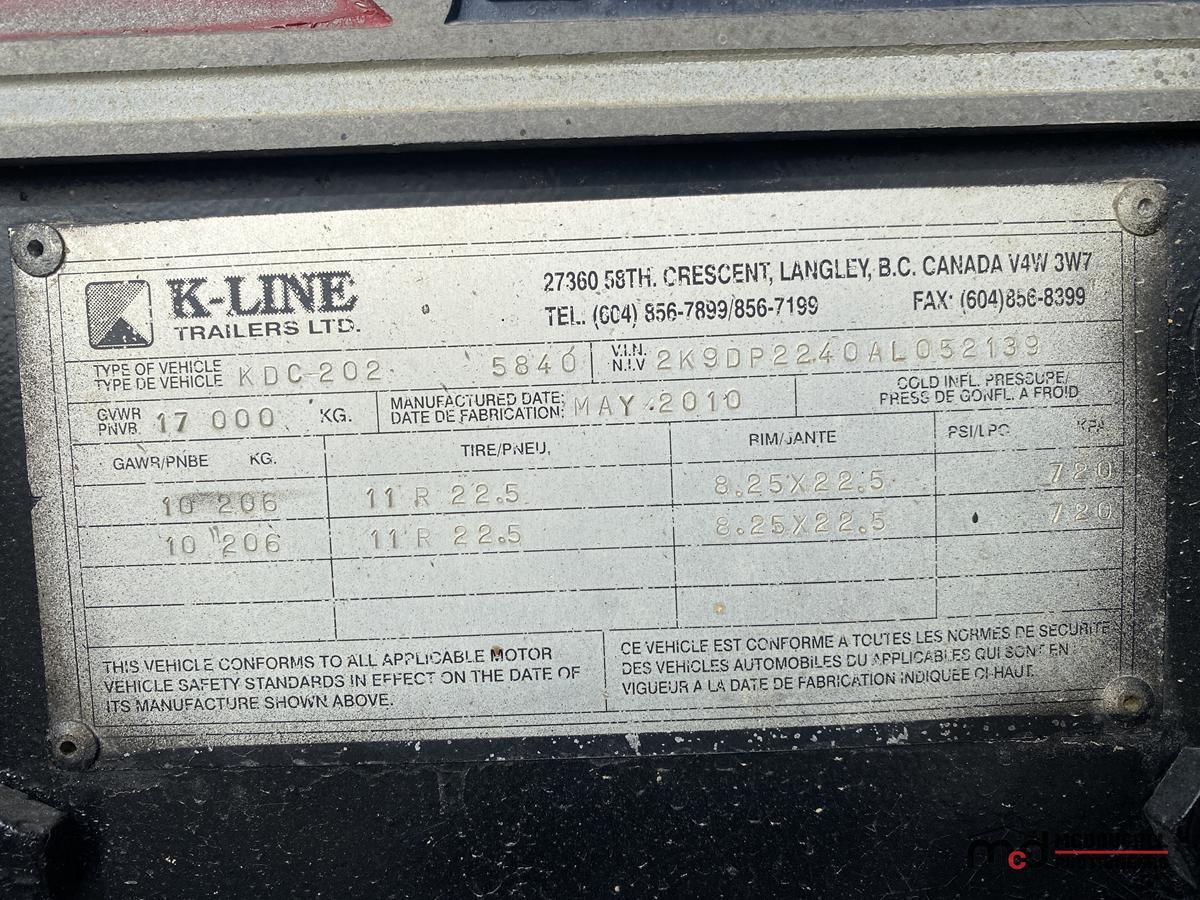 K-LINE
TRAILERS LTD.
27360 58TH. CRESCENT, LANGLEY, B.C. CANADA V4W 3W7
TEL. (604) 856-7899/856-7199 FAX: (604) 856-8399
TYPE OF VEHICLE
TYPE DE VEHICULE KDC-202 5840
V.I.N.
N.I.V 2K9DP2240AL052139
GVWR
PNVB. 17 000 KG.
MANUFACTURED DATE:
DATE DE FABRICATION: MAY 2010
COLD INFL. PRESSURE/
PRESS DE GONFL. A FROID
GAWR/PNBE KG. TIRE/PNEU, RIM/JANTE PSI/LPC KPA
10 206 11 R 22.5 8.25X22.5 720
10 206 11 R 22.5 8.25X22.5 720
THIS VEHICLE CONFORMS TO ALL APPLICABLE MOTOR
VEHICLE SAFETY STANDARDS IN EFFECT ON THE DATE OF
ITS MANUFACTURE SHOWN ABOVE.
CE VEHICLE EST CONFORME A TOUTES LES NORMES DE SECURITE
DES VEHICLES AUTOMOBILES DU APPLICABLES QUI SONT EN
VIGUEUR A LA DATE DE FABRICATION INDIQUEE CI-HAUT.
mcd